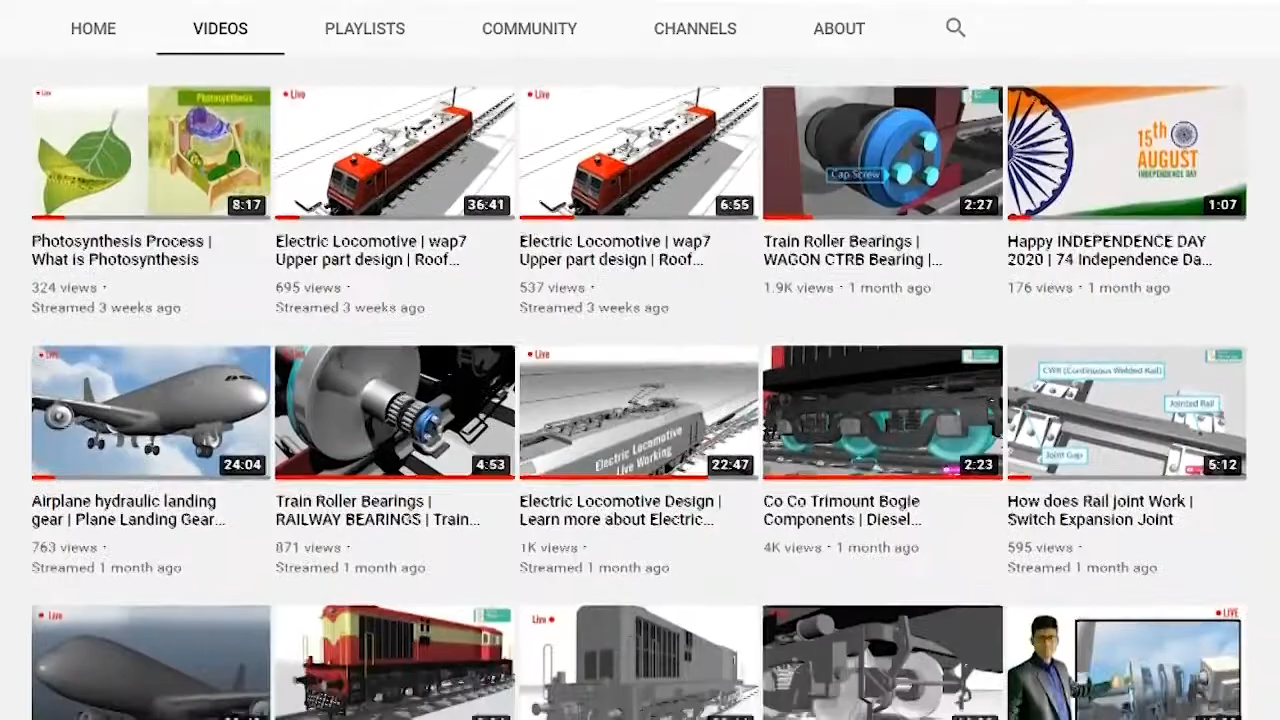 HOME VIDEOS PLAYLISTS COMMUNITY CHANNELS ABOUT
Live
Photosynthesis
8:17
Live
36:41
Live
6:55
Cap Screw
2:27
15th
AUGUST
INDEPENDENCE DAY
1:07
Photosynthesis Process |
What is Photosynthesis
324 views ·
Streamed 3 weeks ago
Electric Locomotive | wap7
Upper part design | Roof...
695 views ·
Streamed 3 weeks ago
Electric Locomotive | wap7
Upper part design | Roof...
537 views ·
Streamed 3 weeks ago
Train Roller Bearings |
WAGON CTRB Bearing |...
1.9K views · 1 month ago
Happy INDEPENDENCE DAY
2020 | 74 Independence Da...
176 views · 1 month ago
Live
24:04
Live
4:53
Live
Electric Locomotive
Live Working
22:47
2:23
CWR (Continuous Welded Rail)
Jointed Rail
Joint Gap
5:12
Airplane hydraulic landing
gear | Plane Landing Gear...
763 views ·
Streamed 1 month ago
Train Roller Bearings |
RAILWAY BEARINGS | Train...
871 views ·
Streamed 1 month ago
Electric Locomotive Design |
Learn more about Electric...
1K views ·
Streamed 1 month ago
Co Co Trimount Bogie
Components | Diesel...
4K views · 1 month ago
How does Rail joint Work |
Switch Expansion Joint
595 views ·
Streamed 1 month ago
Live
Live
LIVE